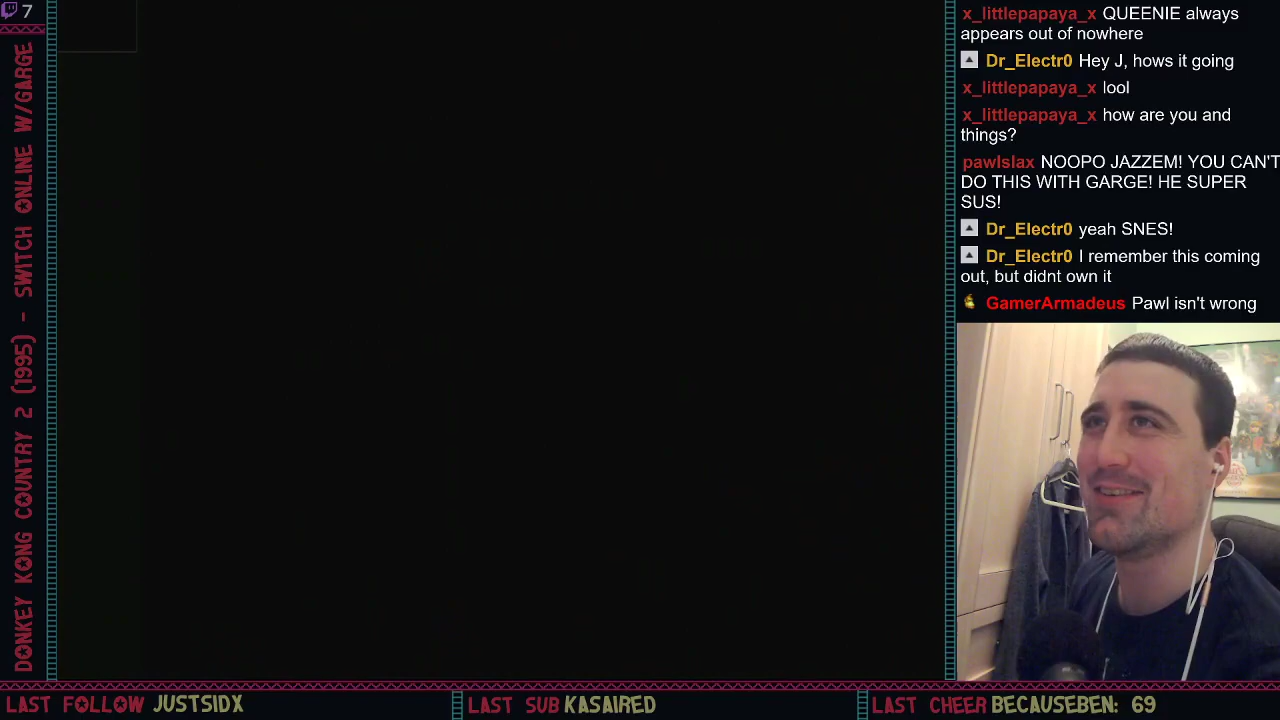 7
DONKEY KONG COUNTRY 2 (1995) - SWITCH ONLINE W/GARGE
x_littlepapaya_x QUEENIE always
appears out of nowhere
Dr_Electr0 Hey J, hows it going
x_littlepapaya_x lool
x_littlepapaya_x how are you and
things?
pawlslax NOOPO JAZZEM! YOU CAN'T
DO THIS WITH GARGE! HE SUPER
SUS!
Dr_Electr0 yeah SNES!
Dr_Electr0 I remember this coming
out, but didnt own it
GamerArmadeus Pawl isn't wrong
LAST FOLLOW JUSTSIDX
LAST SUB KASAIRED
LAST CHEER BECAUSEBEN: 69